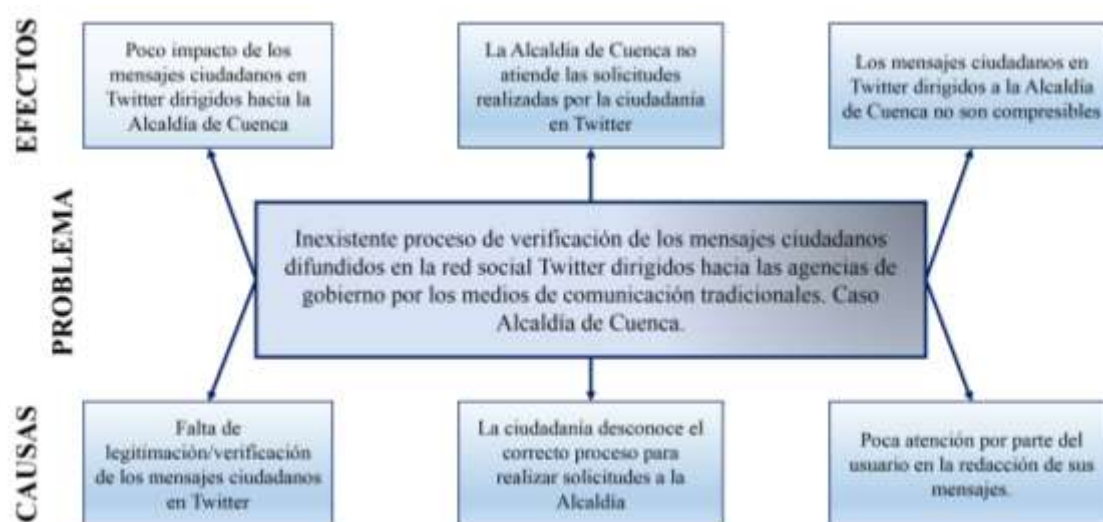 EFECTOS
Poco impacto de los
mensajes ciudadanos en
Twitter dirigidos hacia la
Alcaldía de Cuenca
La Alcaldía de Cuenca no
atiende las solicitudes
realizadas por la ciudadanía
en Twitter
Los mensajes ciudadanos en
Twitter dirigidos a la Alcaldía
de Cuenca no son compresibles
PROBLEMA
Inexistente proceso de verificación de los mensajes ciudadanos
difundidos en la red social Twitter dirigidos hacia las agencias de
gobierno por los medios de comunicación tradicionales. Caso
Alcaldía de Cuenca.
CAUSAS
Falta de
legitimación/verificación
de los mensajes ciudadanos
en Twitter
La ciudadanía desconoce el
correcto proceso para
realizar solicitudes a la
Alcaldía
Poca atención por parte del
usuario en la redacción de sus
mensajes.